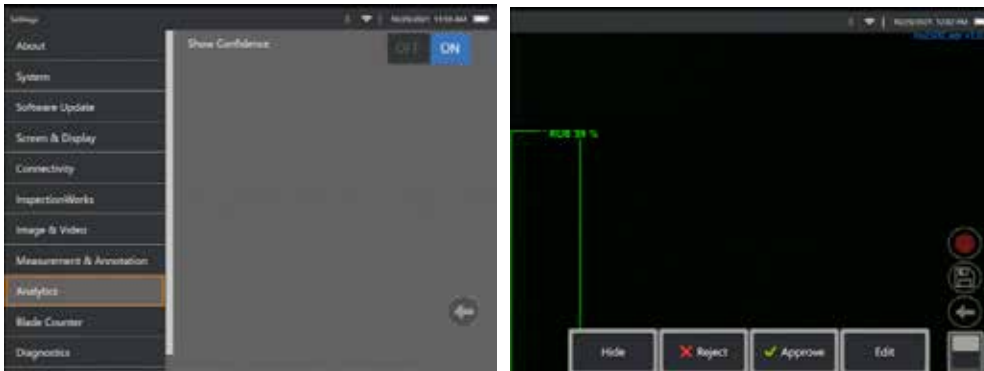 Settings
About
Show Confidence
OFF
ON
System
Software Update
Screen & Display
Connectivity
InspectionWorks
Image & Video
Measurement & Annotation
Analytics
Blade Counter
Diagnostics
RUB %
Hide
Reject
Approve
Edit